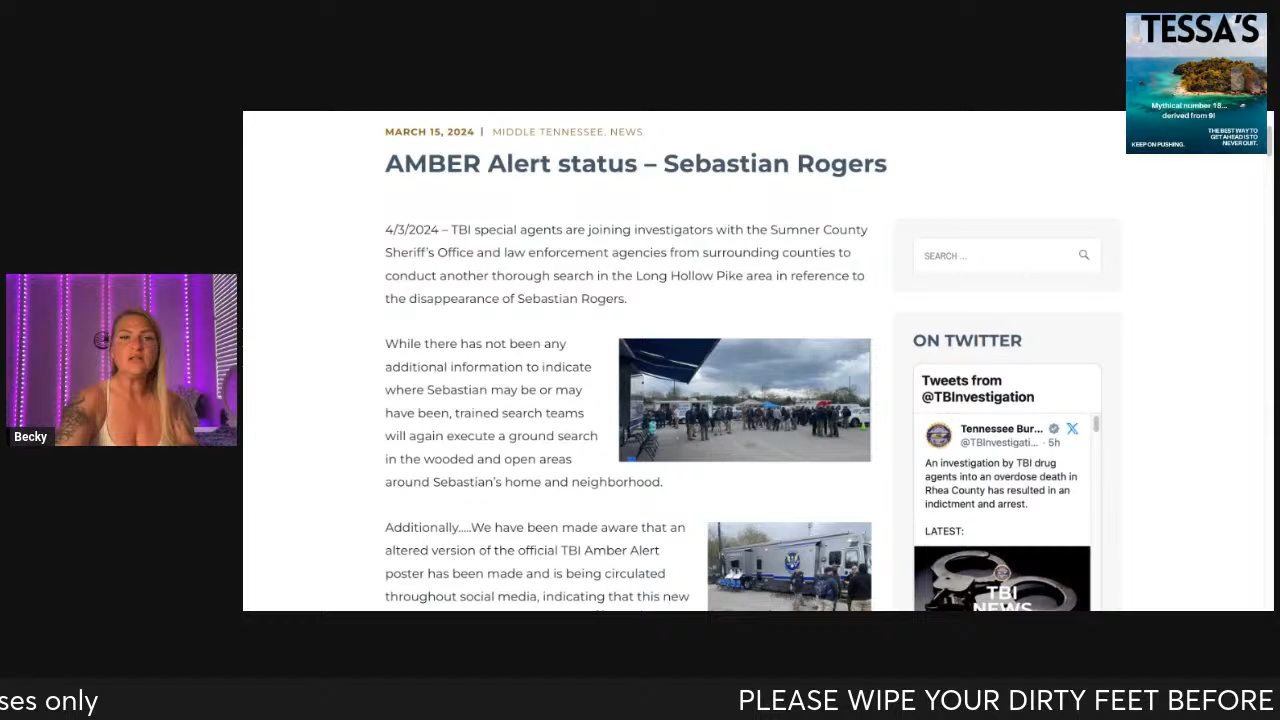 TESSA'S
Mythical number 18...
derived from 9!
THE BEST WAY TO
GET AHEAD IS TO
NEVER QUIT.
KEEP ON PUSHING.
MARCH 15, 2024 | MIDDLE TENNESSEE, NEWS
AMBER Alert status – Sebastian Rogers
4/3/2024 – TBI special agents are joining investigators with the Sumner County
Sheriff's Office and law enforcement agencies from surrounding counties to
conduct another thorough search in the Long Hollow Pike area in reference to
the disappearance of Sebastian Rogers.
While there has not been any
additional information to indicate
where Sebastian may be or may
have been, trained search teams
will again execute a ground search
in the wooded and open areas
around Sebastian's home and neighborhood.
Additionally.....We have been made aware that an
altered version of the official TBI Amber Alert
poster has been made and is being circulated
throughout social media, indicating that this new
SEARCH ...
ON TWITTER
Tweets from
@TBInvestigation
Tennessee Bur...
@TBInvestigati... · 5h
An investigation by TBI drug
agents into an overdose death in
Rhea County has resulted in an
indictment and arrest.
LATEST:
TBI
NEWS
Becky
ses only
PLEASE WIPE YOUR DIRTY FEET BEFORE